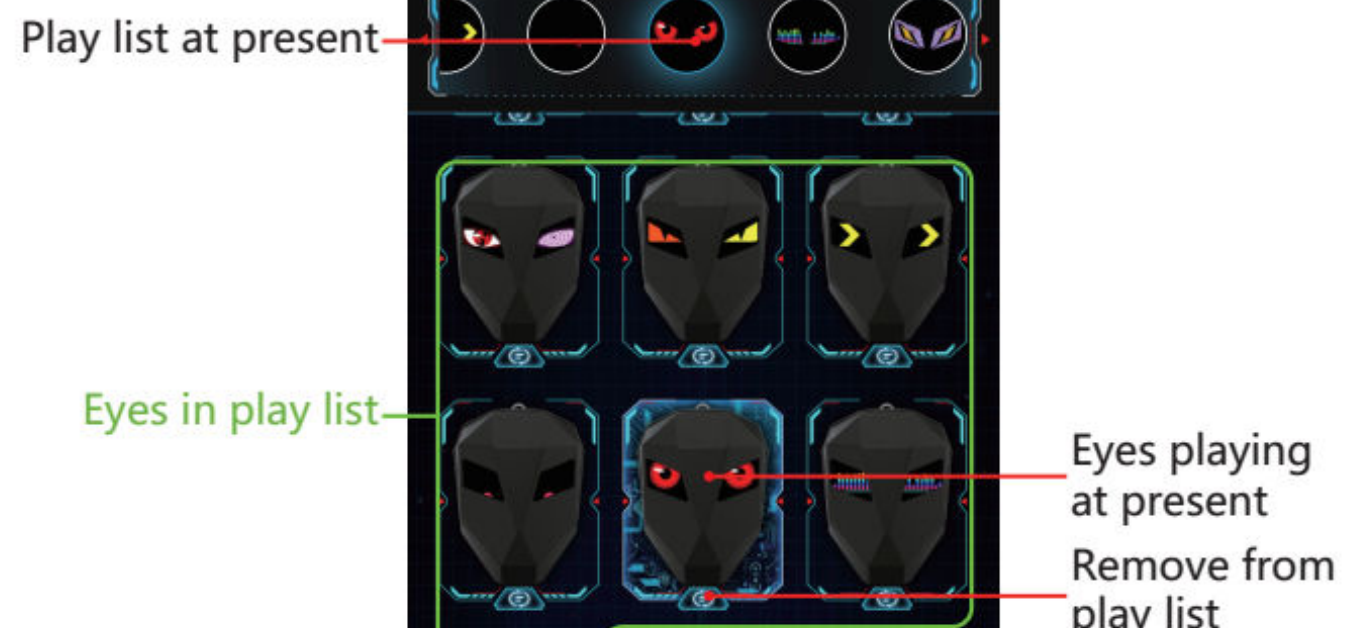 Play list at present
Eyes in play list
Eyes playing
at present
Remove from
play list